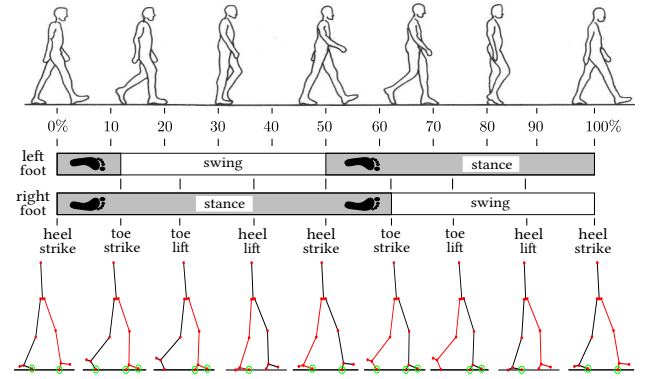 0% 10 20 30 40 50 60 70 80 90 100%
left foot swing stance
right foot stance swing
heel strike toe strike toe lift heel lift heel strike toe strike toe lift heel lift heel strike